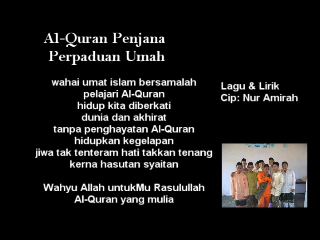 Al-Quran Penjana
Perpaduan Umah
wahai umat islam bersamalah
pelajari Al-Quran
hidup kita diberkati
dunia dan akhirat
tanpa penghayatan Al-Quran
hidupkan kegelapan
jiwa tak tenteram hati takkan tenang
kerna hasutan syaitan
Wahyu Allah untukMu Rasulullah
Al-Quran yang mulia
Lagu & Lirik
Cip: Nur Amirah